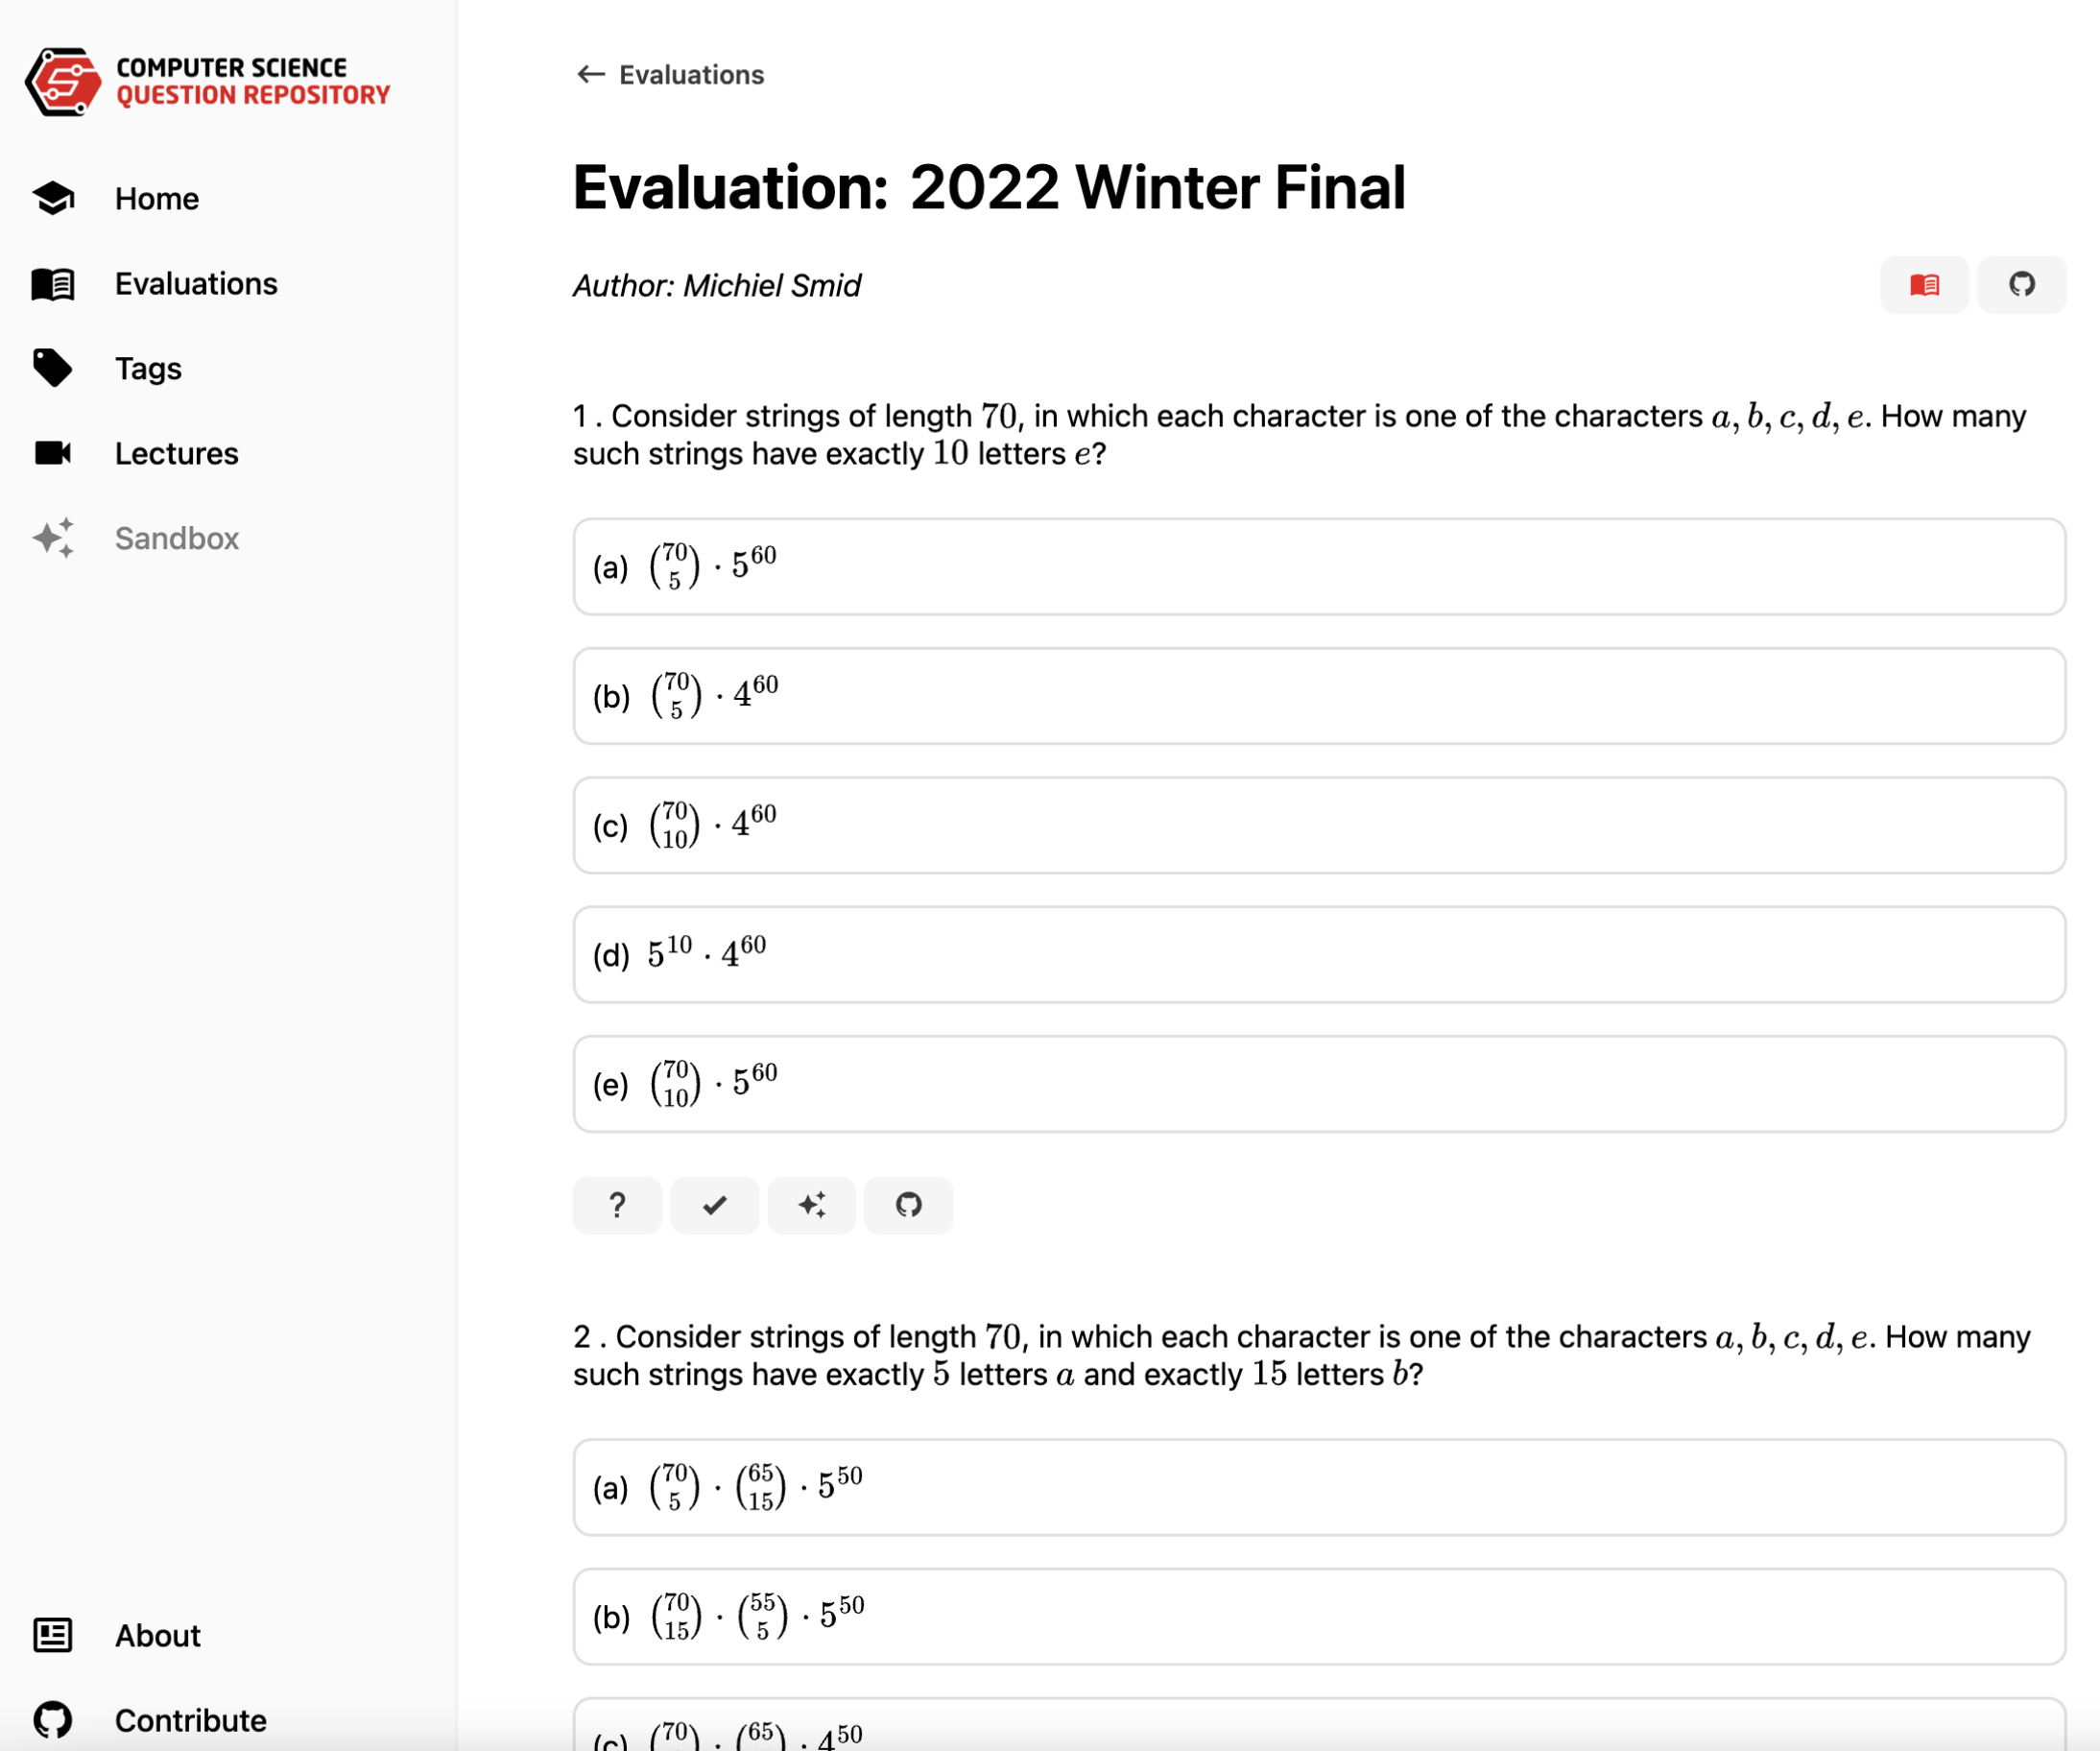 COMPUTER SCIENCE
QUESTION REPOSITORY
Home
Evaluations
Tags
Lectures
Sandbox
About
Contribute
← Evaluations
Evaluation: 2022 Winter Final
Author: Michiel Smid
1 . Consider strings of length 70, in which each character is one of the characters a, b, c, d, e. How many
such strings have exactly 10 letters e?
(a) $\binom{70}{5} \cdot 5^{60}$
(b) $\binom{70}{5} \cdot 4^{60}$
(c) $\binom{70}{10} \cdot 4^{60}$
(d) $5^{10} \cdot 4^{60}$
(e) $\binom{70}{10} \cdot 5^{60}$
?
2 . Consider strings of length 70, in which each character is one of the characters a, b, c, d, e. How many
such strings have exactly 5 letters a and exactly 15 letters b?
(a) $\binom{70}{5} \cdot \binom{65}{15} \cdot 5^{50}$
(b) $\binom{70}{15} \cdot \binom{55}{5} \cdot 5^{50}$
(c) (70 · (65 · 4^{50}